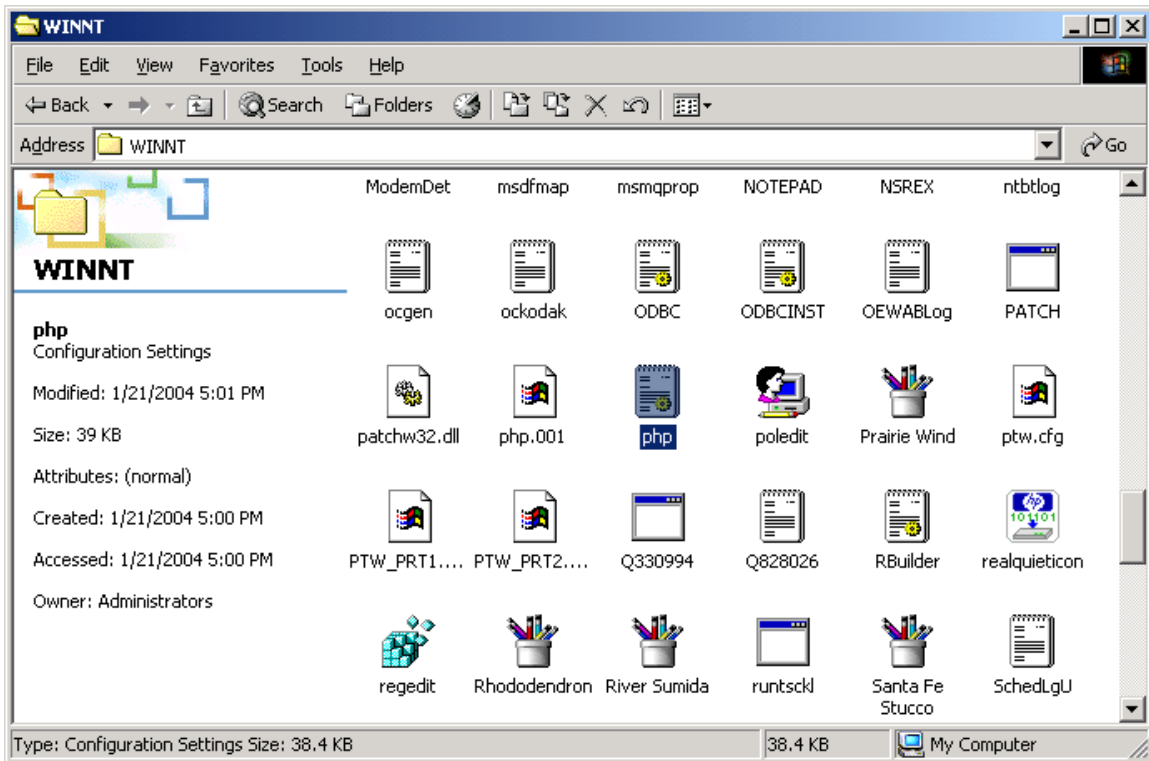 WINNT
File Edit View Favorites Tools Help
Back Search Folders
Address WINNT Go
ModemDet msdfmap msmqprop NOTEPAD NSREX ntbtlog
WINNT
ocgen ockodak ODBC ODBCINST OEWABLog PATCH
php
Configuration Settings
Modified: 1/21/2004 5:01 PM
Size: 39 KB
Attributes: (normal)
Created: 1/21/2004 5:00 PM
Accessed: 1/21/2004 5:00 PM
Owner: Administrators
patchw32.dll php.001 php poledit Prairie Wind ptw.cfg
PTW_PRT1.... PTW_PRT2.... Q330994 Q828026 RBuilder realquieticon
hp
101101
regedit Rhododendron River Sumida runtsckl Santa Fe Stucco SchedLgU
Type: Configuration Settings Size: 38.4 KB 38.4 KB My Computer